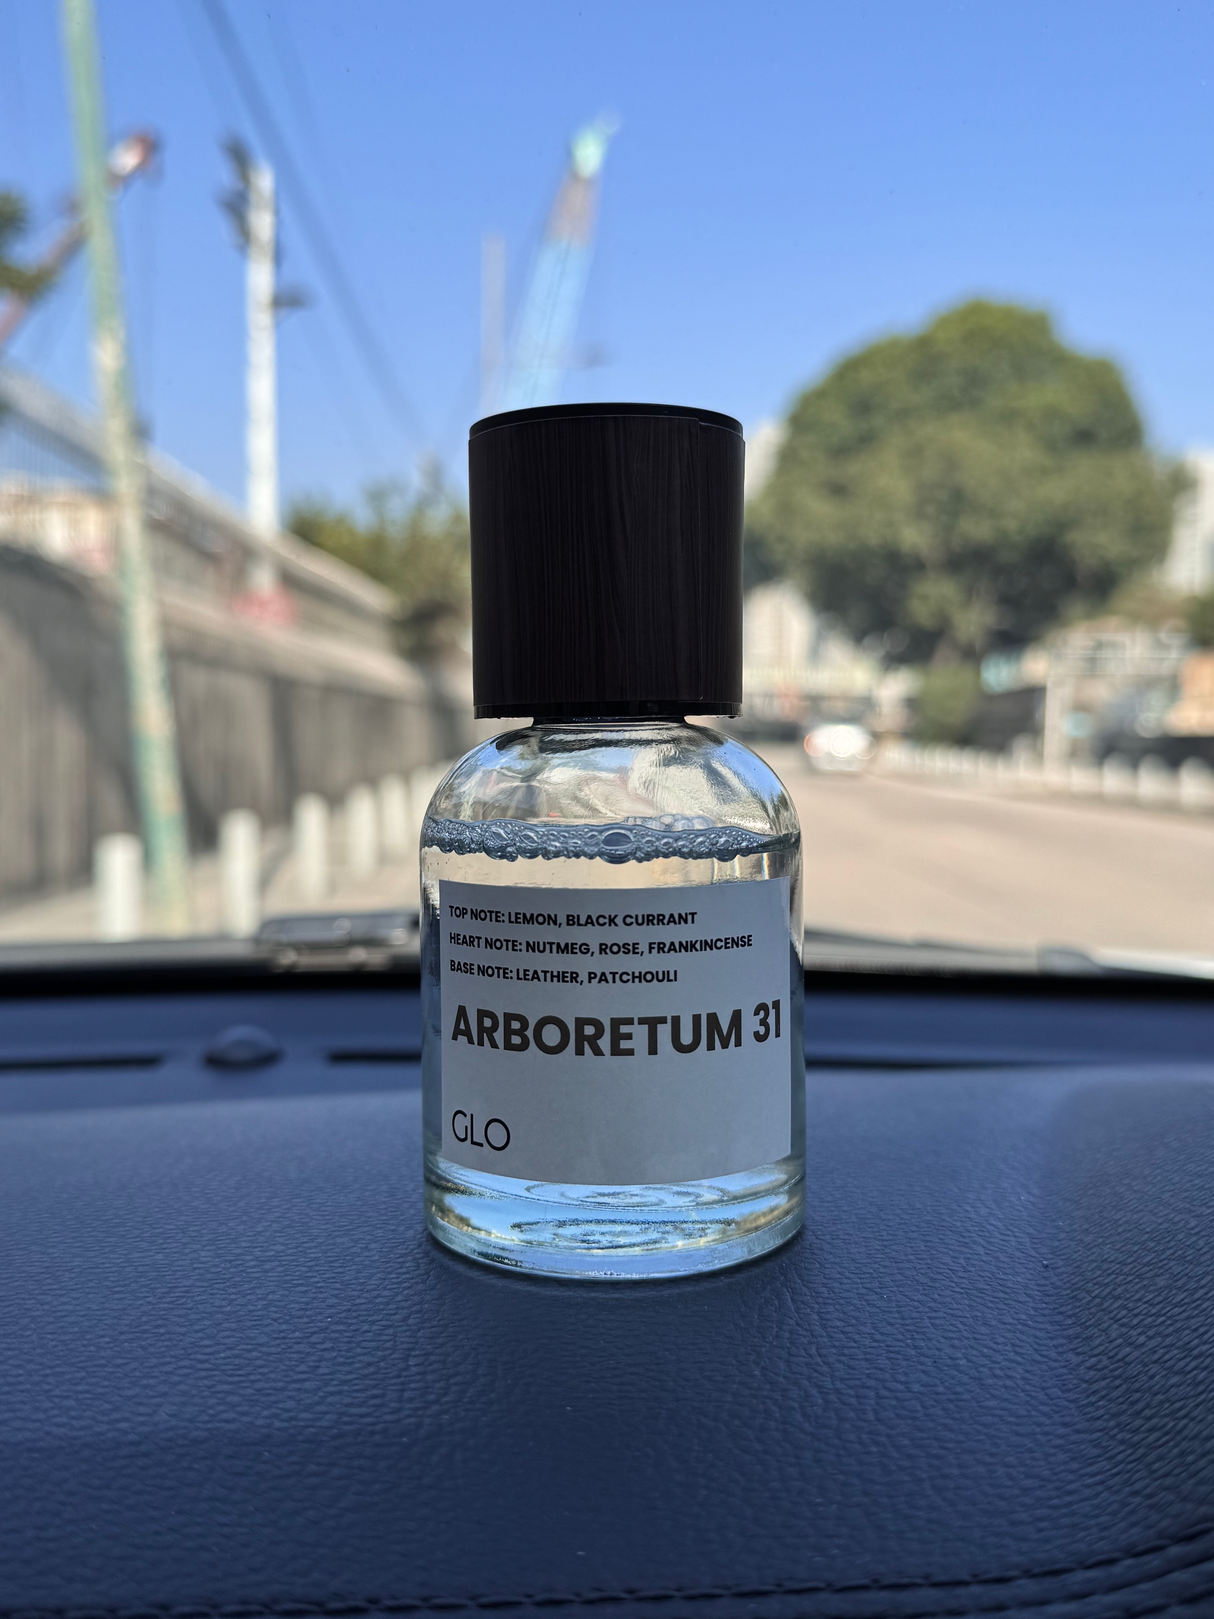 TOP NOTE: LEMON, BLACK CURRANT
HEART NOTE: NUTMEG, ROSE, FRANKINCENSE
BASE NOTE: LEATHER, PATCHOULI
ARBORETUM 31
GLO